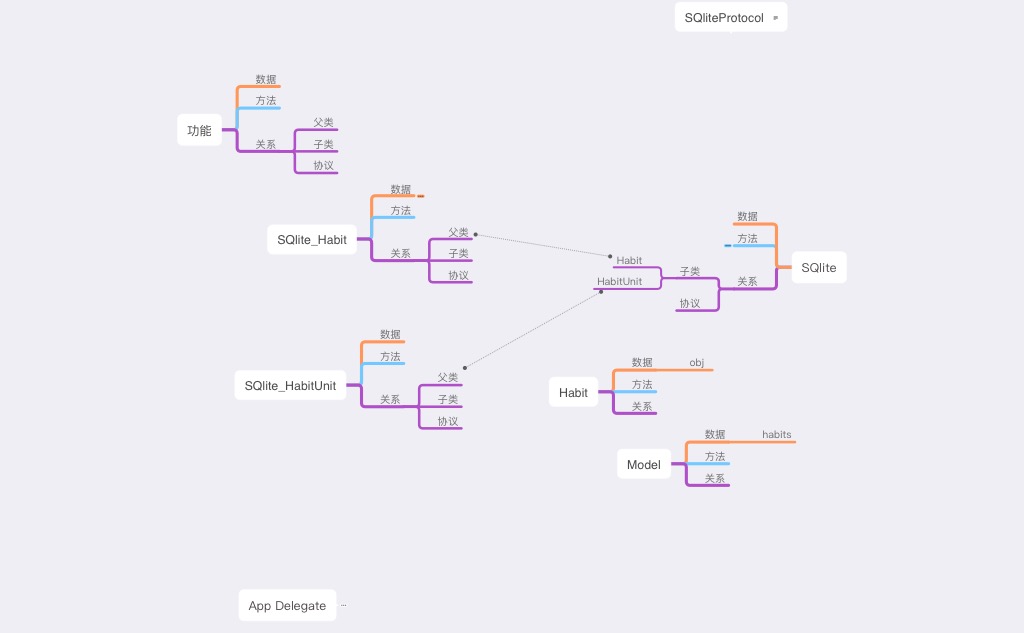 SQliteProtocol
功能
数据
方法
关系
父类
子类
协议
SQlite_Habit
数据
方法
关系
父类
子类
协议
SQlite
数据
方法
关系
子类
Habit
HabitUnit
协议
SQlite_HabitUnit
数据
方法
关系
父类
子类
协议
Habit
数据
obj
方法
关系
Model
数据
habits
方法
关系
App Delegate